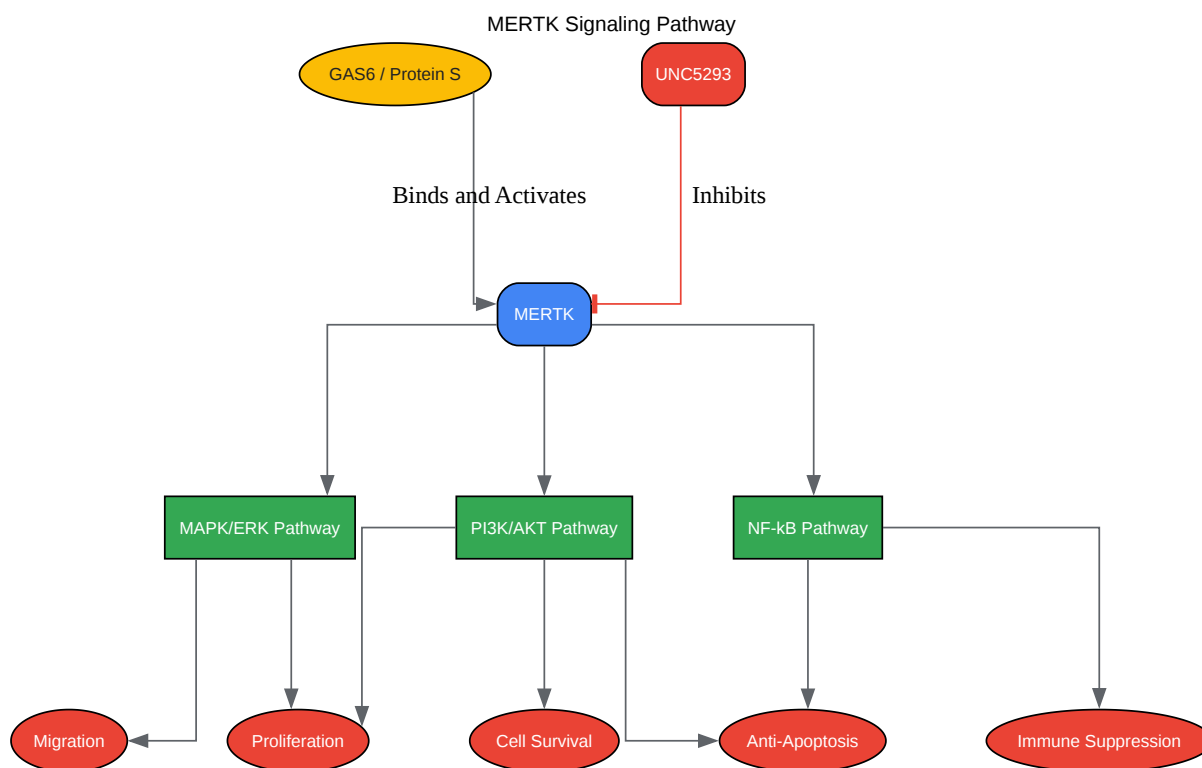 MERTK Signaling Pathway
GAS6 / Protein S
UNC5293
Binds and Activates
Inhibits
MERTK
MAPK/ERK Pathway
PI3K/AKT Pathway
NF-kB Pathway
Migration
Proliferation
Cell Survival
Anti-Apoptosis
Immune Suppression